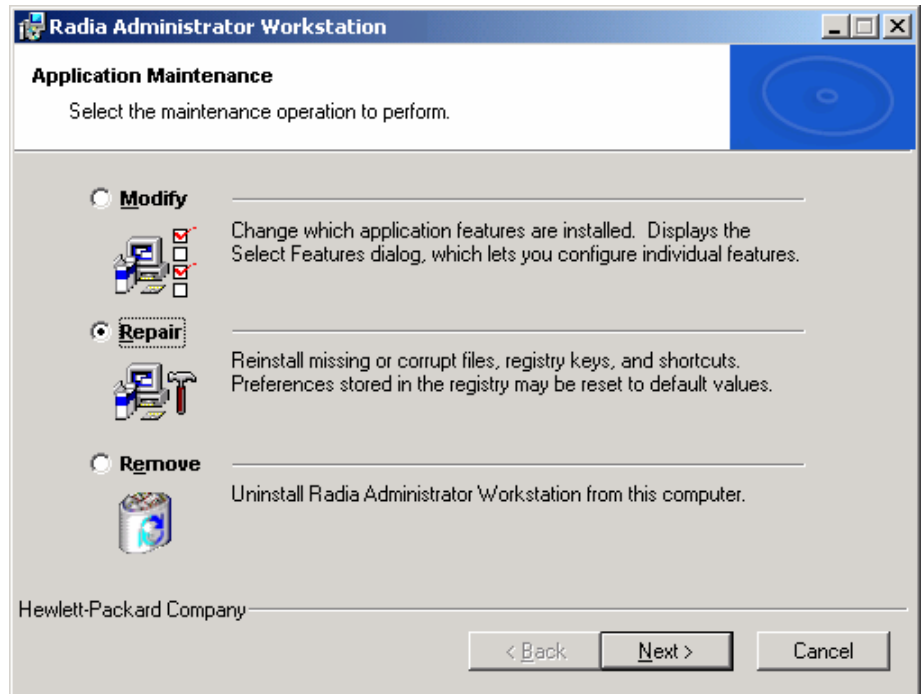 Radia Administrator Workstation
Application Maintenance
Select the maintenance operation to perform.
Modify
Change which application features are installed. Displays the
Select Features dialog, which lets you configure individual features.
Repair
Reinstall missing or corrupt files, registry keys, and shortcuts.
Preferences stored in the registry may be reset to default values.
Remove
Uninstall Radia Administrator Workstation from this computer.
Hewlett-Packard Company
< Back Next > Cancel